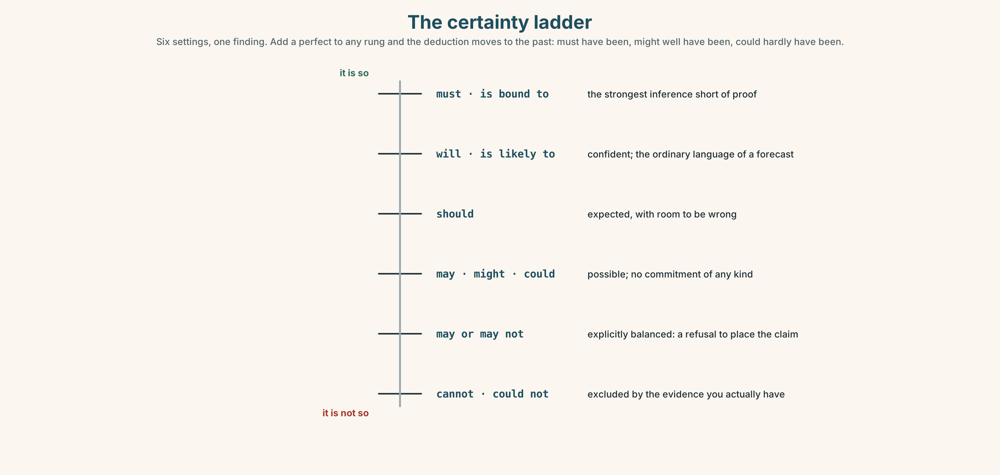 The certainty ladder
Six settings, one finding. Add a perfect to any rung and the deduction moves to the past: must have been, might well have been, could hardly have been.
it is so
must · is bound to the strongest inference short of proof
will · is likely to confident; the ordinary language of a forecast
should expected, with room to be wrong
may · might · could possible; no commitment of any kind
may or may not explicitly balanced: a refusal to place the claim
cannot · could not excluded by the evidence you actually have
it is not so